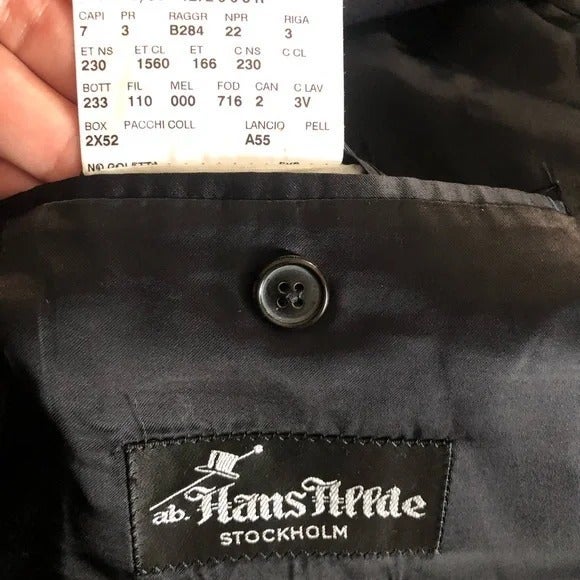 CAPI PR RAGGR NPR RIGA
7 3 B284 22 3
ET NS ET CL ET C NS C CL
230 1560 166 230
BOTT FIL MEL FOD CAN C LAV
233 110 000 716 2 3V
BOX PACCHI COLL LANCIO PELL
2X52 A55
ab. Hans Allde
STOCKHOLM